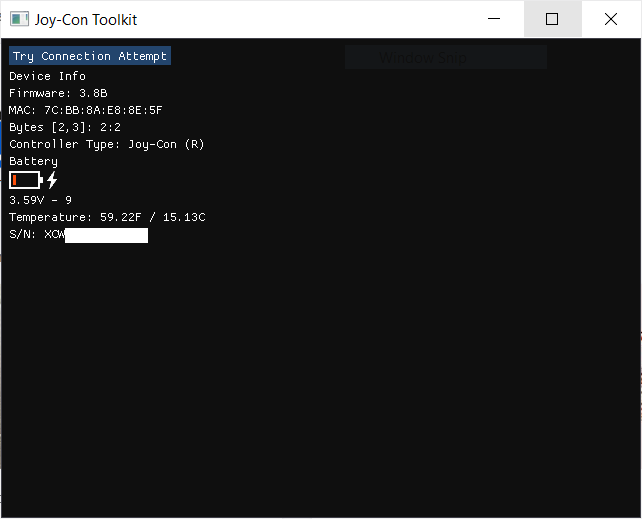 Joy-Con Toolkit
Try Connection Attempt
Window Snip
Device Info
Firmware: 3.8B
MAC: 7C:BB:8A:E8:8E:5F
Bytes [2,3]: 2:2
Controller Type: Joy-Con (R)
Battery
3.59V - 9
Temperature: 59.22F / 15.13C
S/N: XCW